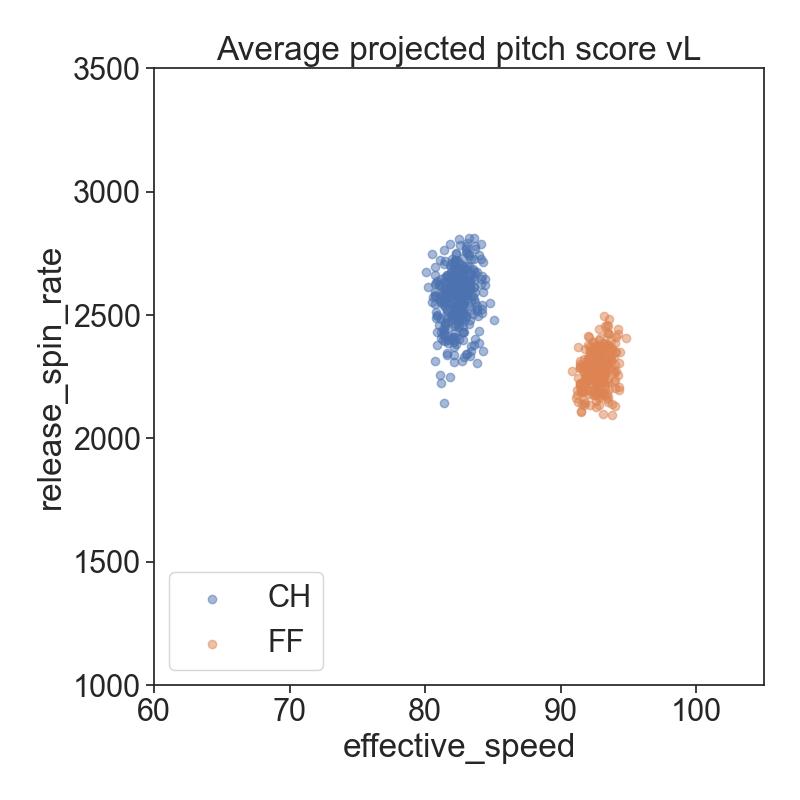 Average projected pitch score vL
3500
3000
2500
2000
1500
1000
release_spin_rate
CH
FF
60 70 80 90 100
effective_speed